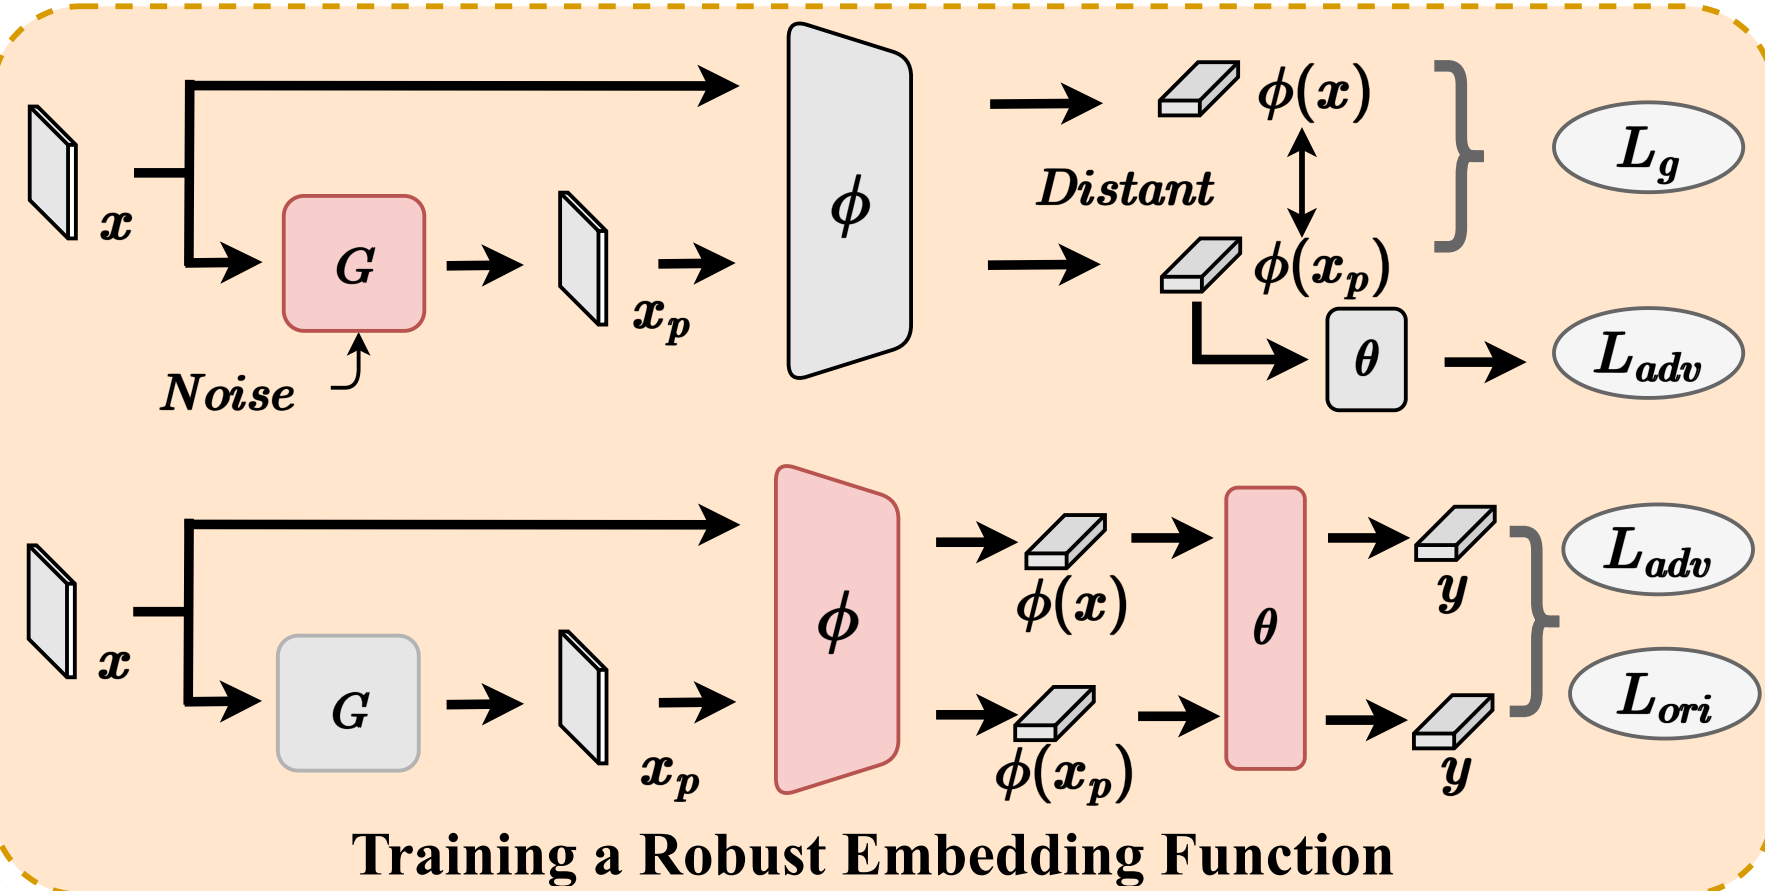 x
G
Noise
x_p
ϕ
ϕ(x)
Distant
ϕ(x_p)
θ
L_g
L_adv
x
G
x_p
ϕ
ϕ(x)
ϕ(x_p)
θ
y
y
L_adv
L_ori
Training a Robust Embedding Function